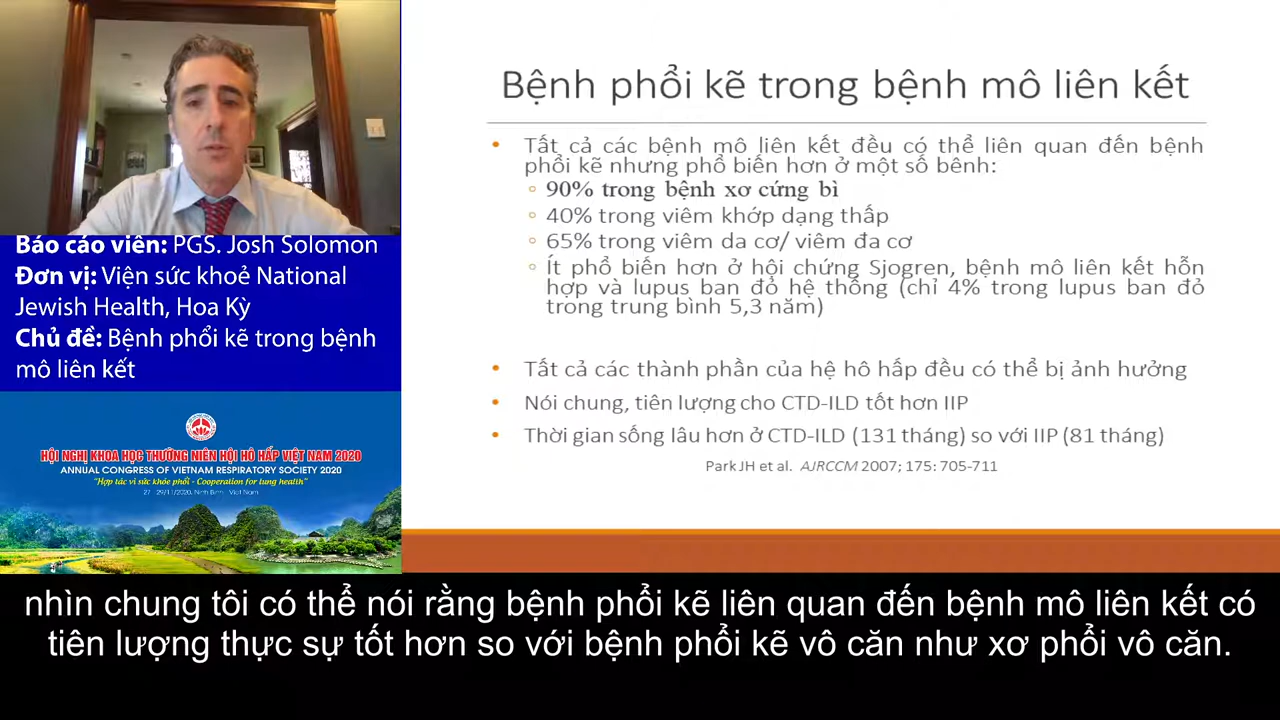 Bệnh phổi kẽ trong bệnh mô liên kết
• Tất cả các bệnh mô liên kết đều có thể liên quan đến bệnh
phổi kẽ nhưng phổ biến hơn ở một số bênh:
◦ 90% trong bệnh xơ cứng bì
◦ 40% trong viêm khớp dạng thấp
◦ 65% trong viêm da cơ/ viêm đa cơ
◦ Ít phổ biến hơn ở hội chứng Sjogren, bệnh mô liên kết hỗn
hợp và lupus ban đỏ hệ thống (chỉ 4% trong lupus ban đỏ
trong trung bình 5,3 năm)
• Tất cả các thành phần của hệ hô hấp đều có thể bị ảnh hưởng
• Nói chung, tiên lượng cho CTD-ILD tốt hơn IIP
• Thời gian sống lâu hơn ở CTD-ILD (131 tháng) so với IIP (81 tháng)
Park JH et al. AJRCCM 2007; 175: 705-711
Báo cáo viên: PGS. Josh Solomon
Đơn vị: Viện sức khoẻ National
Jewish Health, Hoa Kỳ
Chủ đề: Bệnh phổi kẽ trong bệnh
mô liên kết
HỘI NGHỊ KHOA HỌC THƯỜNG NIÊN HỘI HÔ HẤP VIỆT NAM 2020
ANNUAL CONGRESS OF VIETNAM RESPIRATORY SOCIETY 2020
"Hợp tác vì sức khỏe phổi - Cooperation for lung health"
27 - 29/11/2020, Ninh Bình - Việt Nam
nhìn chung tôi có thể nói rằng bệnh phổi kẽ liên quan đến bệnh mô liên kết có
tiên lượng thực sự tốt hơn so với bệnh phổi kẽ vô căn như xơ phổi vô căn.